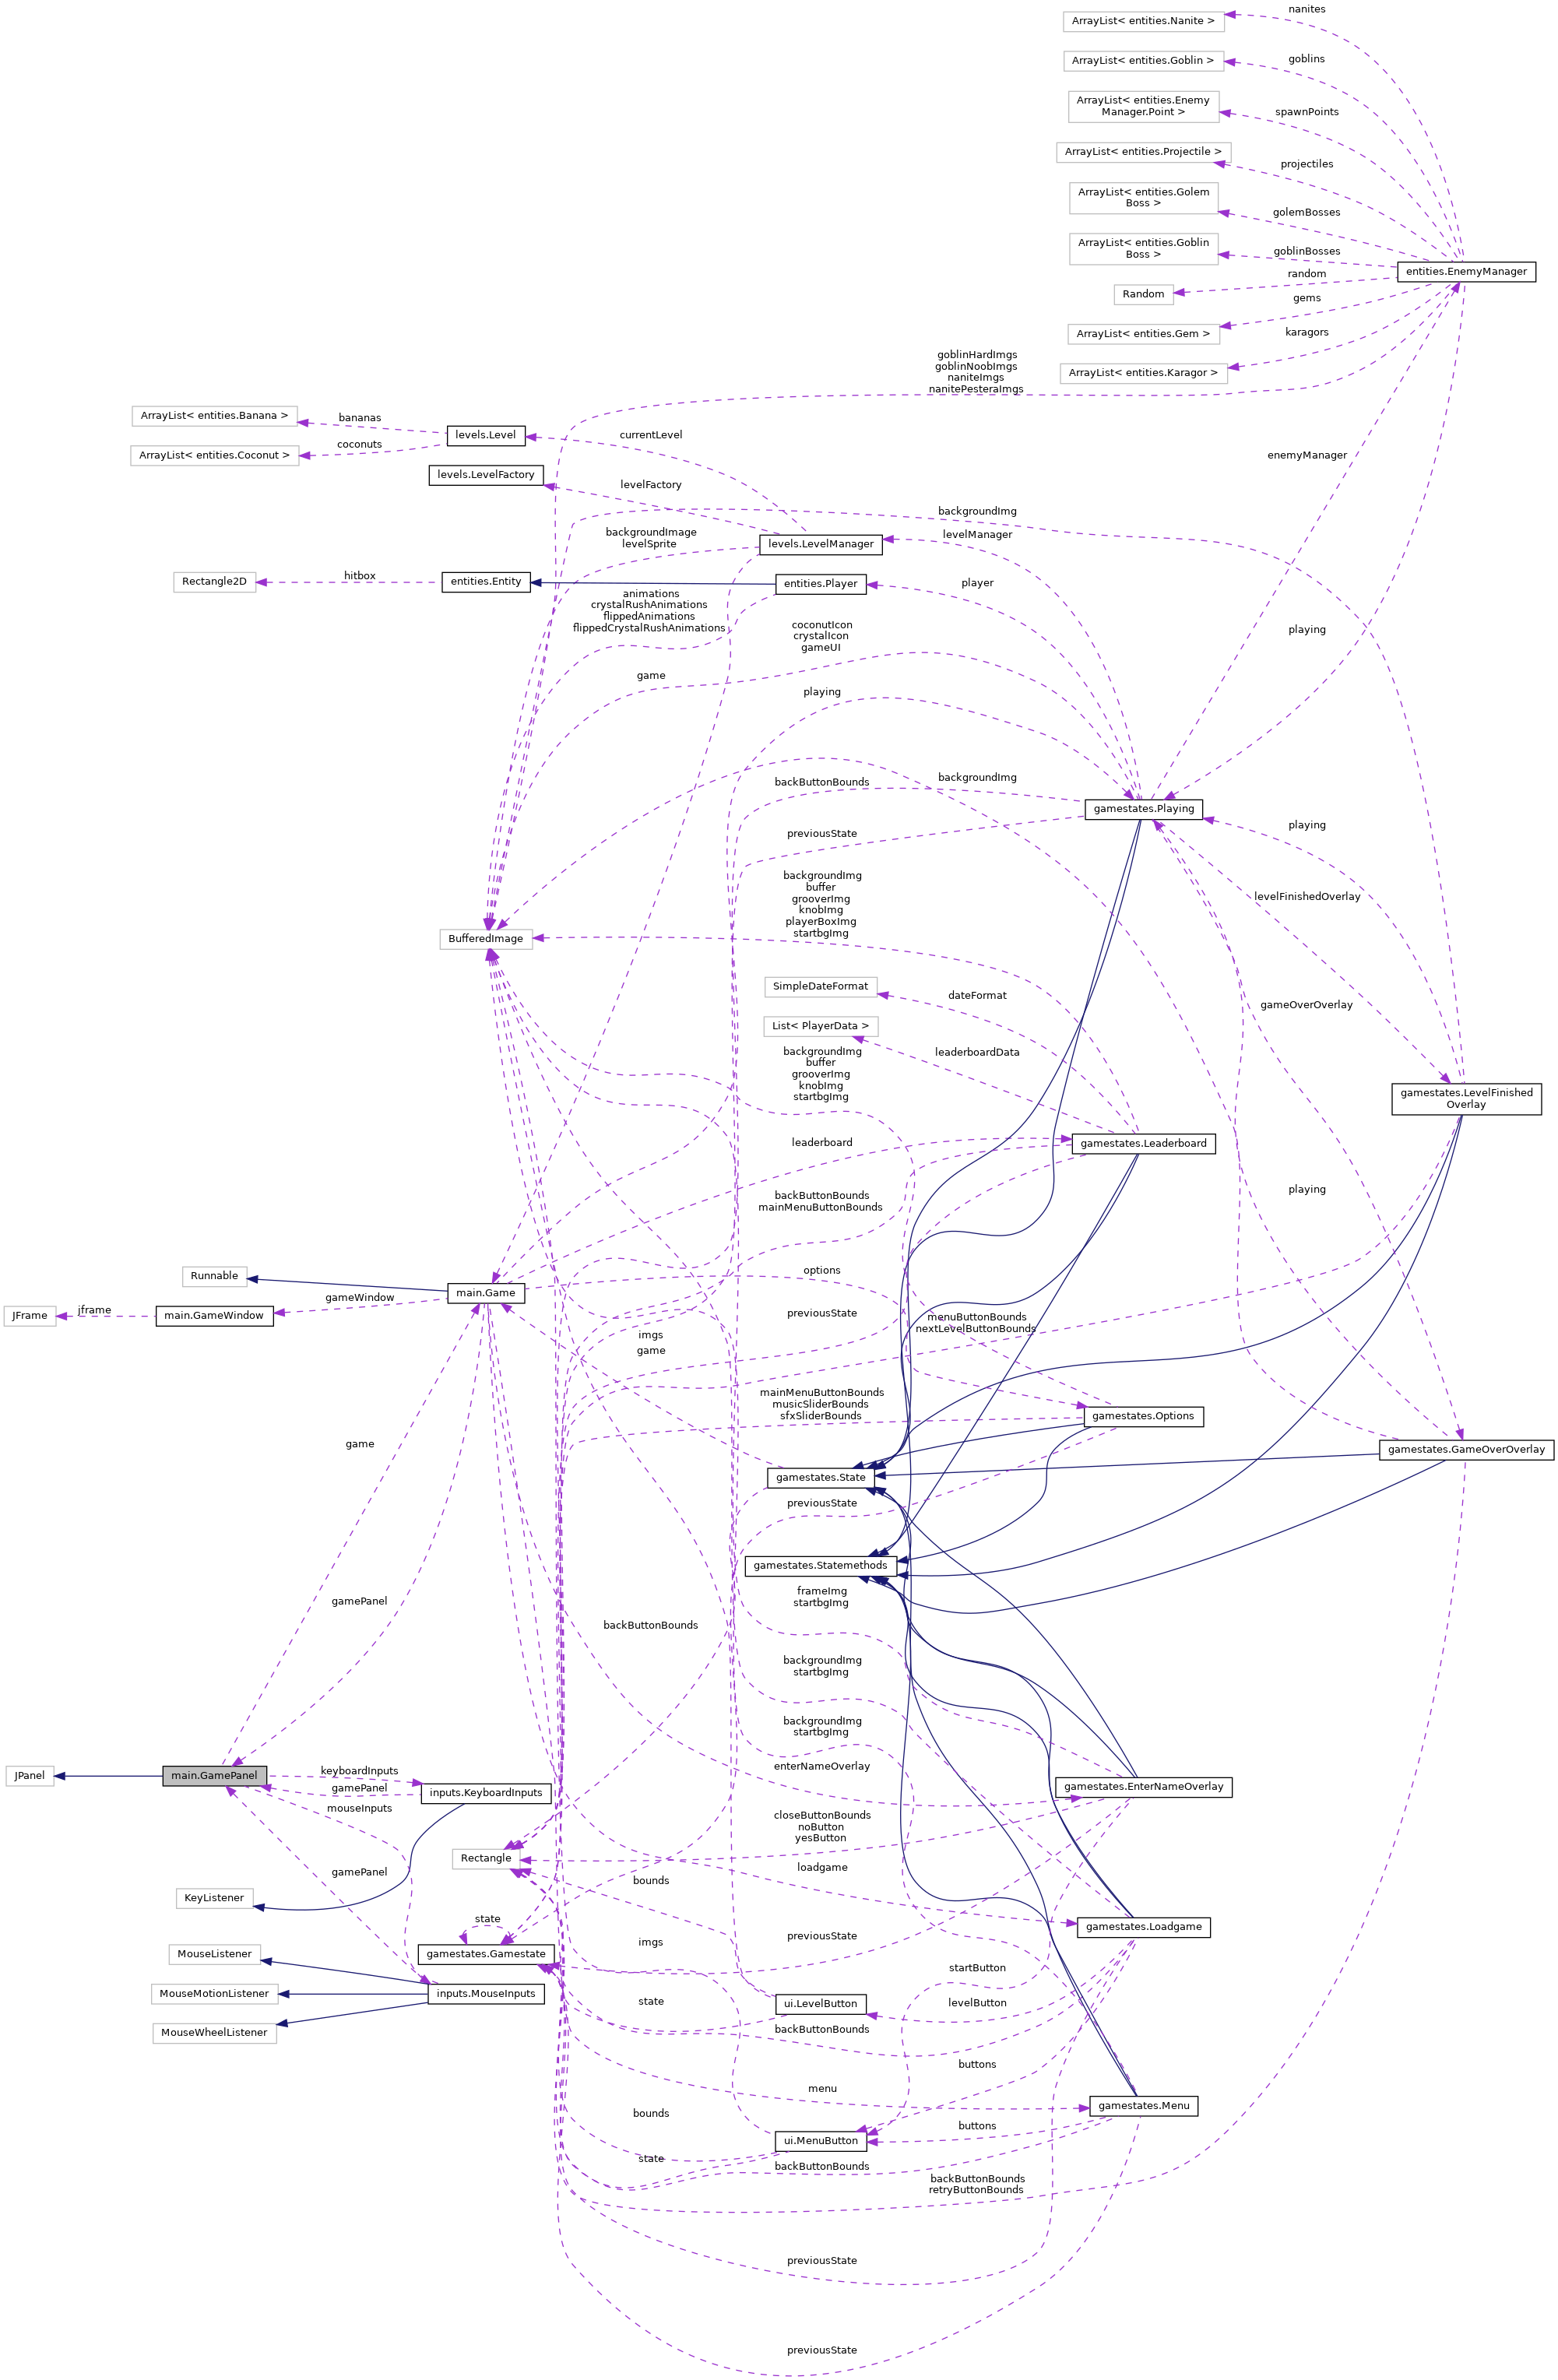 nanites
ArrayList< entities.Nanite >
goblins
ArrayList< entities.Goblin >
ArrayList< entities.Enemy
Manager.Point >
spawnPoints
ArrayList< entities.Projectile >
projectiles
ArrayList< entities.Golem
Boss >
golemBosses
ArrayList< entities.Goblin
Boss >
goblinBosses
entities.EnemyManager
random
Random
gems
ArrayList< entities.Gem >
karagors
ArrayList< entities.Karagor >
goblinHardImgs
goblinNoobImgs
naniteImgs
nanitePesteraImgs
ArrayList< entities.Banana >
bananas
levels.Level
currentLevel
coconuts
ArrayList< entities.Coconut >
enemyManager
levels.LevelFactory
levelFactory
backgroundImg
backgroundImage
levelSprite
levelManager
levels.LevelManager
Rectangle2D
hitbox
entities.Entity
entities.Player
player
animations
crystalRushAnimations
flippedAnimations
flippedCrystalRushAnimations
coconutIcon
crystalIcon
gameUI
playing
game
playing
backButtonBounds
backgroundImg
gamestates.Playing
previousState
playing
backgroundImg
buffer
grooverImg
knobImg
playerBoxImg
startbgImg
levelFinishedOverlay
BufferedImage
SimpleDateFormat
dateFormat
gameOverOverlay
List< PlayerData >
leaderboardData
backgroundImg
buffer
grooverImg
knobImg
startbgImg
gamestates.LevelFinished
Overlay
leaderboard
gamestates.Leaderboard
backButtonBounds
mainMenuButtonBounds
playing
Runnable
options
main.Game
gameWindow
jframe
JFrame
main.GameWindow
previousState
menuButtonBounds
nextLevelButtonBounds
imgs
game
mainMenuButtonBounds
musicSliderBounds
sfxSliderBounds
gamestates.Options
game
gamestates.GameOverOverlay
gamestates.State
previousState
gamestates.Statemethods
frameImg
startbgImg
gamePanel
backButtonBounds
backgroundImg
startbgImg
backgroundImg
startbgImg
enterNameOverlay
JPanel
main.GamePanel
keyboardInputs
gamePanel
inputs.KeyboardInputs
gamestates.EnterNameOverlay
mouseInputs
closeButtonBounds
noButton
yesButton
Rectangle
gamePanel
loadgame
bounds
KeyListener
state
gamestates.Loadgame
previousState
imgs
gamestates.Gamestate
MouseListener
startButton
MouseMotionListener
inputs.MouseInputs
state
ui.LevelButton
levelButton
MouseWheelListener
backButtonBounds
buttons
menu
gamestates.Menu
bounds
buttons
ui.MenuButton
state
backButtonBounds
backButtonBounds
retryButtonBounds
previousState
previousState